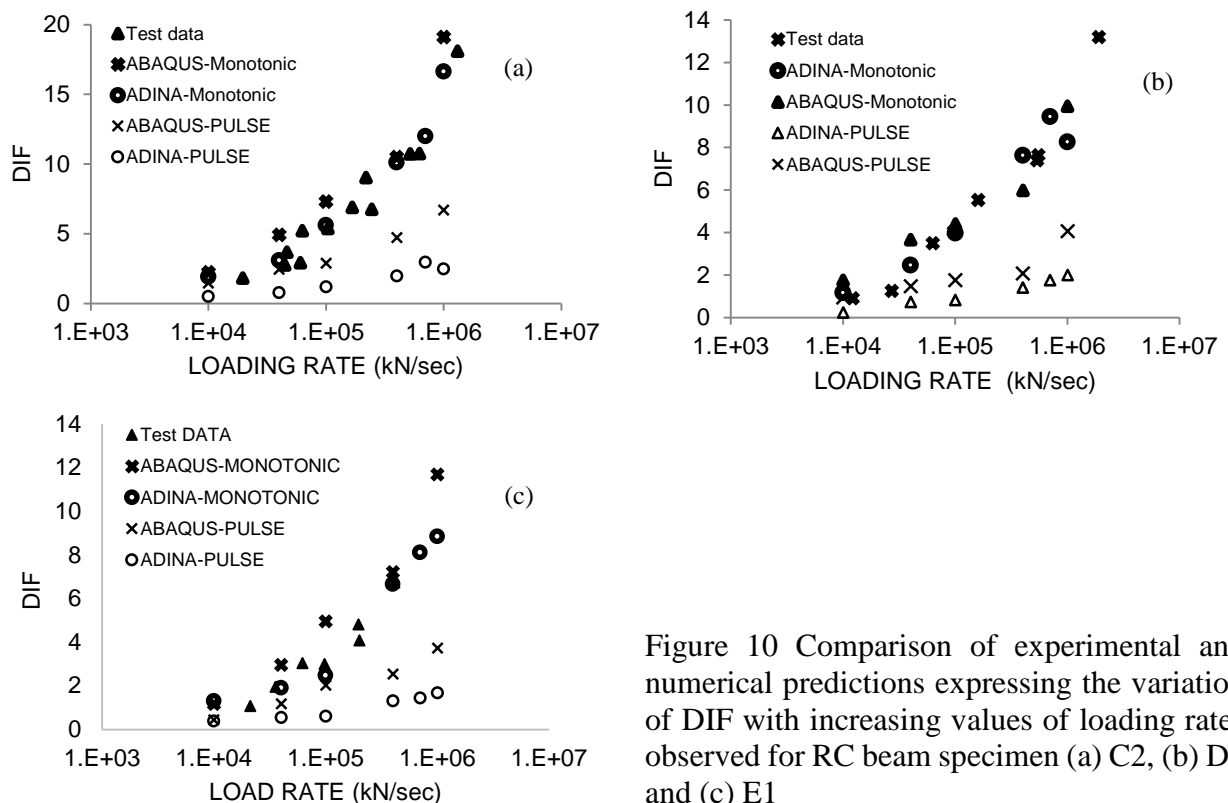 20
15
10
5
0
DIF
Test data
ABAQUS-Monotonic
ADINA-Monotonic
ABAQUS-PULSE
ADINA-PULSE
(a)
1.E+03 1.E+04 1.E+05 1.E+06 1.E+07
LOADING RATE (kN/sec)
14
12
10
8
6
4
2
0
DIF
Test data
ADINA-Monotonic
ABAQUS-Monotonic
ADINA-PULSE
ABAQUS-PULSE
(b)
1.E+03 1.E+04 1.E+05 1.E+06 1.E+07
LOADING RATE (kN/sec)
14
12
10
8
6
4
2
0
DIF
Test DATA
ABAQUS-MONOTONIC
ADINA-MONOTONIC
ABAQUS-PULSE
ADINA-PULSE
(c)
1.E+03 1.E+04 1.E+05 1.E+06 1.E+07
LOAD RATE (kN/sec)
Figure 10 Comparison of experimental an
numerical predictions expressing the variatio
of DIF with increasing values of loading rate
observed for RC beam specimen (a) C2, (b) D
and (c) E1